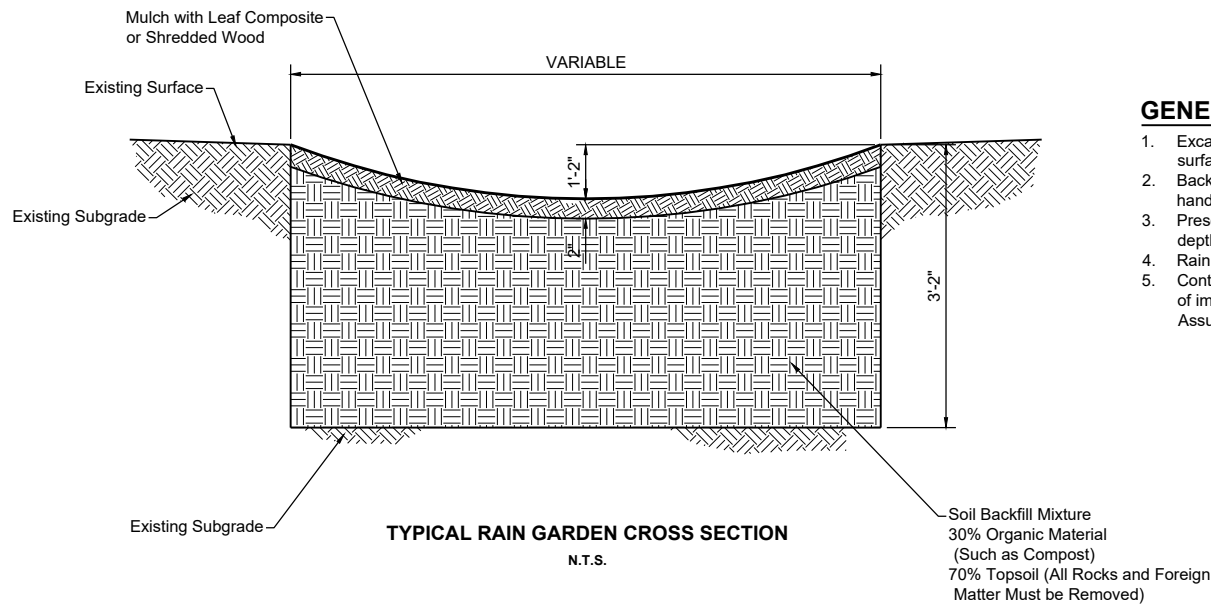 Mulch with Leaf Composite
or Shredded Wood
VARIABLE
Existing Surface
Existing Subgrade
1'-2"
2"
3'-2"
Existing Subgrade
TYPICAL RAIN GARDEN CROSS SECTION
N.T.S.
Soil Backfill Mixture
30% Organic Material
(Such as Compost)
70% Topsoil (All Rocks and Foreign
Matter Must be Removed)
GENE
1. Exca
surfa
2. Back
hand
3. Prese
depth
4. Rain
5. Cont
of im
Assu